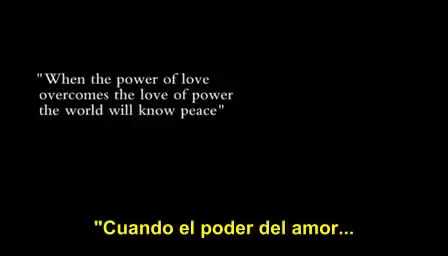 "When the power of love
overcomes the love of power
the world will know peace"
"Cuando el poder del amor...